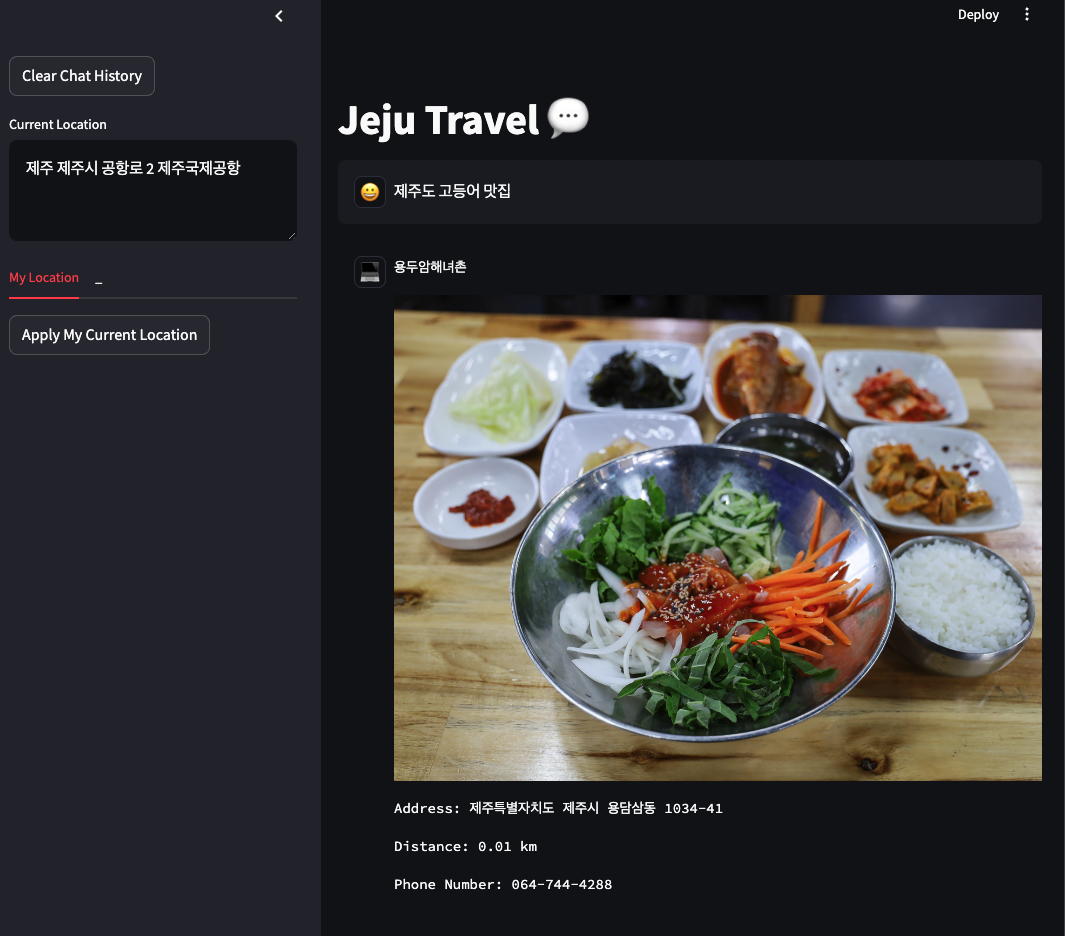 Deploy
Clear Chat History
Current Location
제주 제주시 공항로 2 제주국제공항
My Location _
Apply My Current Location
Jeju Travel 💬
제주도 고등어 맛집
용두암해녀촌
Address: 제주특별자치도 제주시 용담삼동 1034-41
Distance: 0.01 km
Phone Number: 064-744-4288